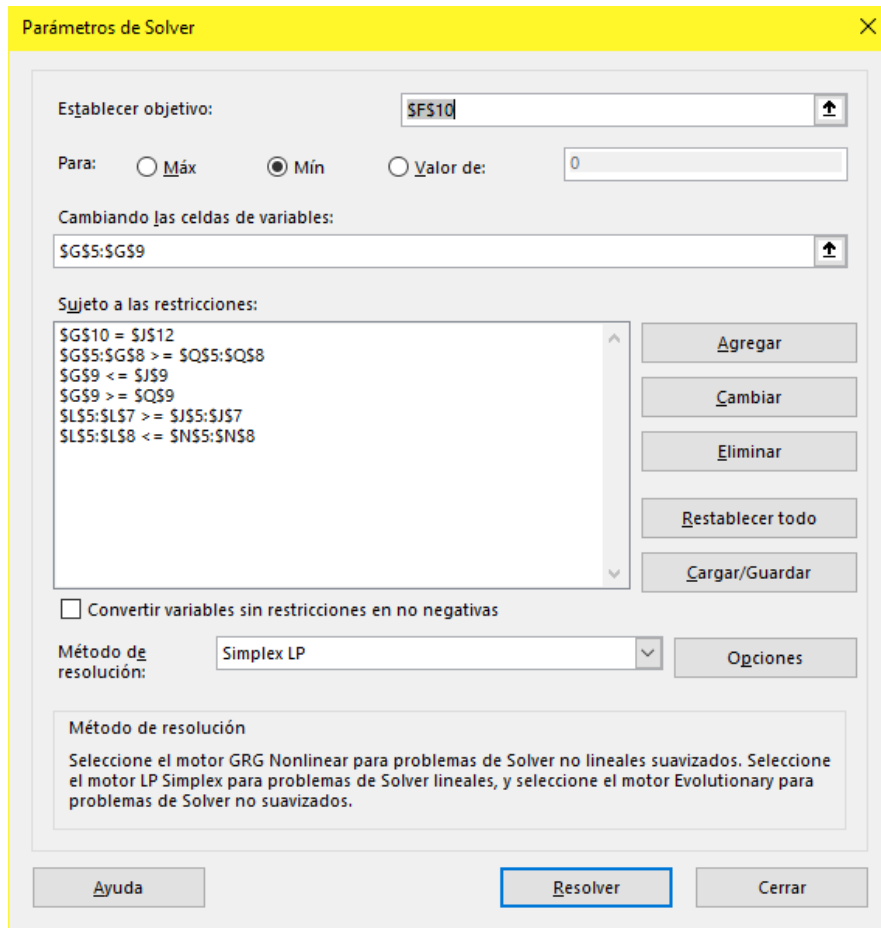 Parámetros de Solver
Establecer objetivo:
$F$10
Para:
Máx
Mín
Valor de:
0
Cambiando las celdas de variables:
$G$5:$G$9
Sujeto a las restricciones:
$G$10 = $J$12
$G$5:$G$8 >= $Q$5:$Q$8
$G$9 <= $J$9
$G$9 >= $Q$9
$L$5:$L$7 >= $J$5:$J$7
$L$5:$L$8 <= $N$5:$N$8
Agregar
Cambiar
Eliminar
Restablecer todo
Cargar/Guardar
Convertir variables sin restricciones en no negativas
Método de
resolución:
Simplex LP
Opciones
Método de resolución
Seleccione el motor GRG Nonlinear para problemas de Solver no lineales suavizados. Seleccione
el motor LP Simplex para problemas de Solver lineales, y seleccione el motor Evolutionary para
problemas de Solver no suavizados.
Ayuda
Resolver
Cerrar